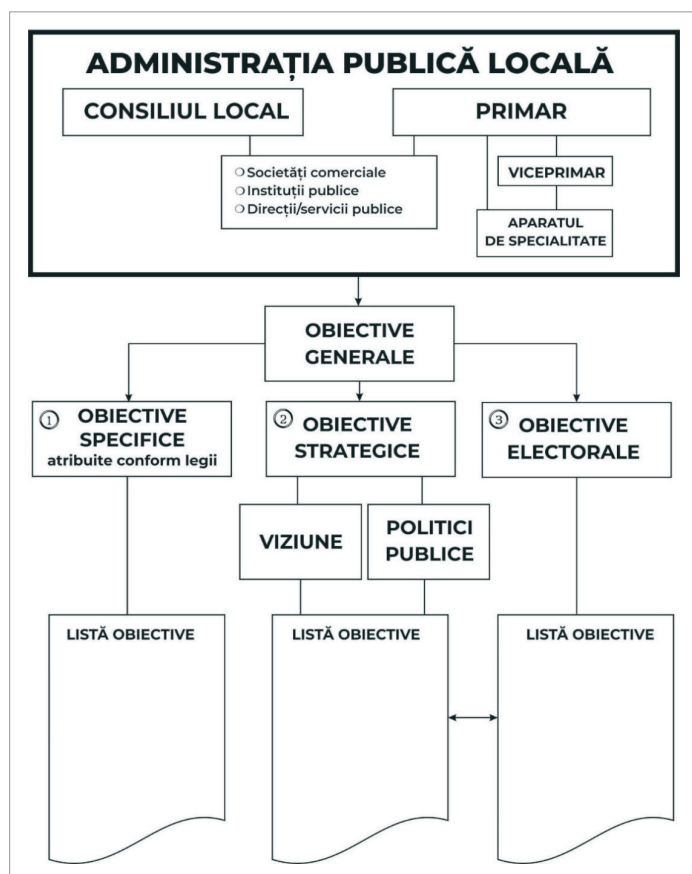 ADMINISTRAȚIA PUBLICĂ LOCALĂ
CONSILIUL LOCAL
PRIMAR
❍ Societăți comerciale
❍ Instituții publice
❍ Direcții/servicii publice
VICEPRIMAR
APARATUL
DE SPECIALITATE
OBIECTIVE
GENERALE
① OBIECTIVE
SPECIFICE
atribuite conform legii
② OBIECTIVE
STRATEGICE
③ OBIECTIVE
ELECTORALE
VIZIUNE
POLITICI
PUBLICE
LISTĂ OBIECTIVE
LISTĂ OBIECTIVE
LISTĂ OBIECTIVE